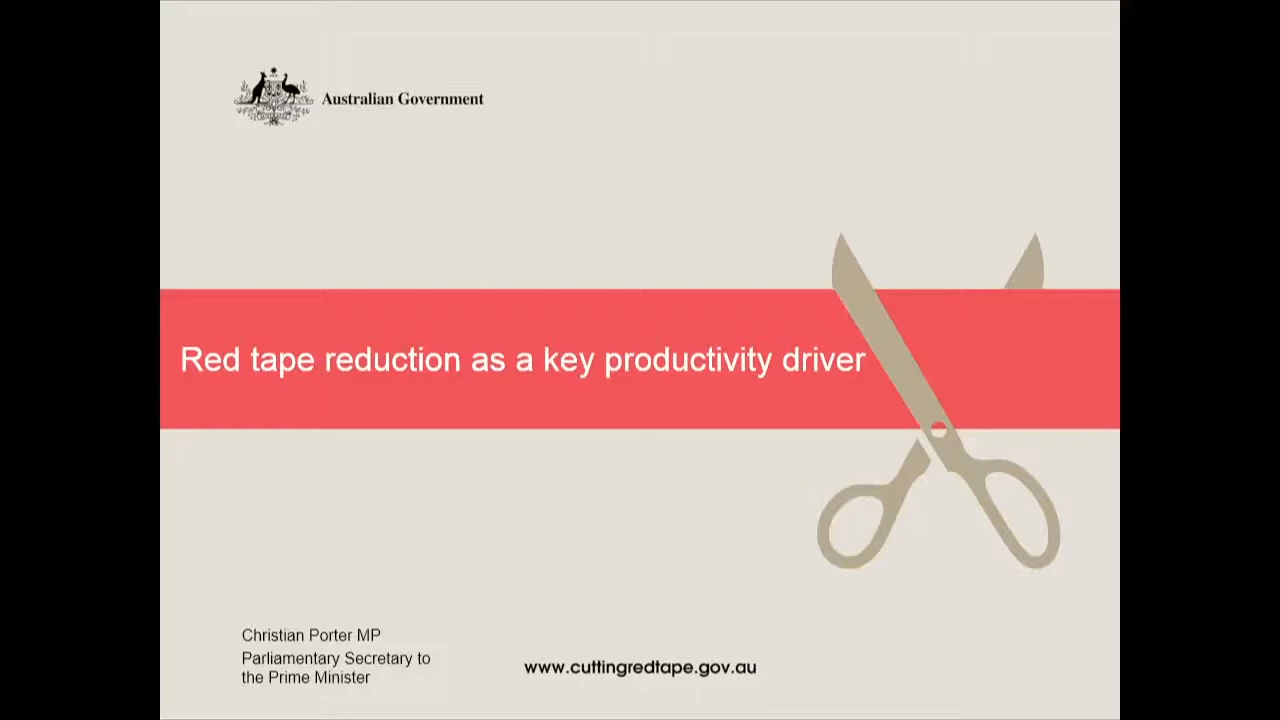 Australian Government
Red tape reduction as a key productivity driver
Christian Porter MP
Parliamentary Secretary to
the Prime Minister
www.cuttingredtape.gov.au